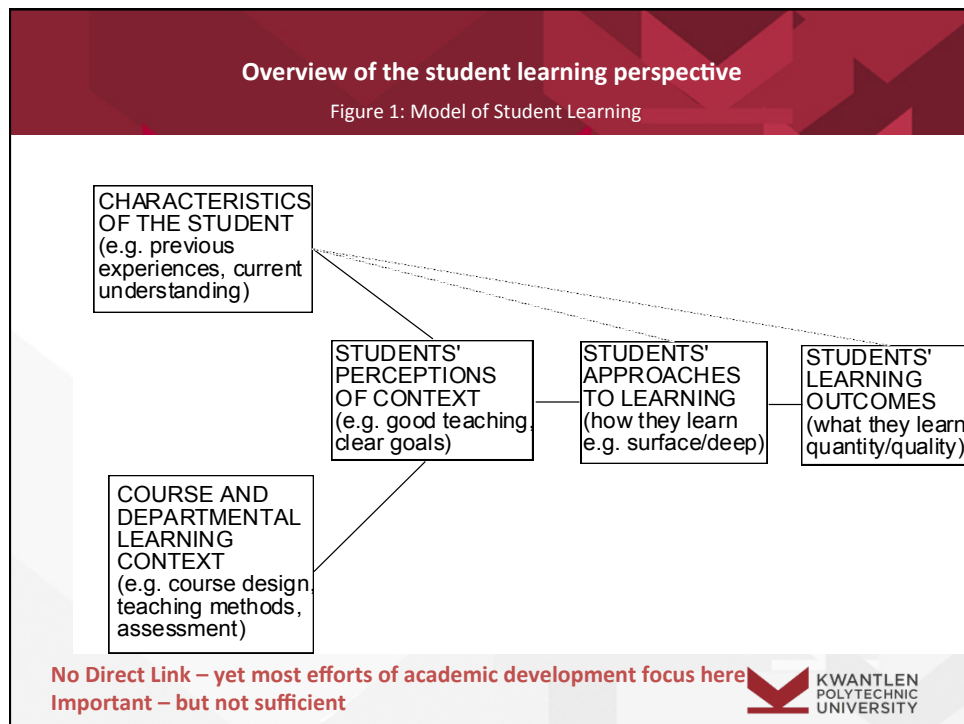 Overview of the student learning perspective
Figure 1: Model of Student Learning
CHARACTERISTICS
OF THE STUDENT
(e.g. previous
experiences, current
understanding)
STUDENTS'
PERCEPTIONS
OF CONTEXT
(e.g. good teaching,
clear goals)
STUDENTS'
APPROACHES
TO LEARNING
(how they learn
e.g. surface/deep)
STUDENTS'
LEARNING
OUTCOMES
(what they learn
quantity/quality)
COURSE AND
DEPARTMENTAL
LEARNING
CONTEXT
(e.g. course design,
teaching methods,
assessment)
No Direct Link – yet most efforts of academic development focus here
Important – but not sufficient
KWANTLEN
POLYTECHNIC
UNIVERSITY